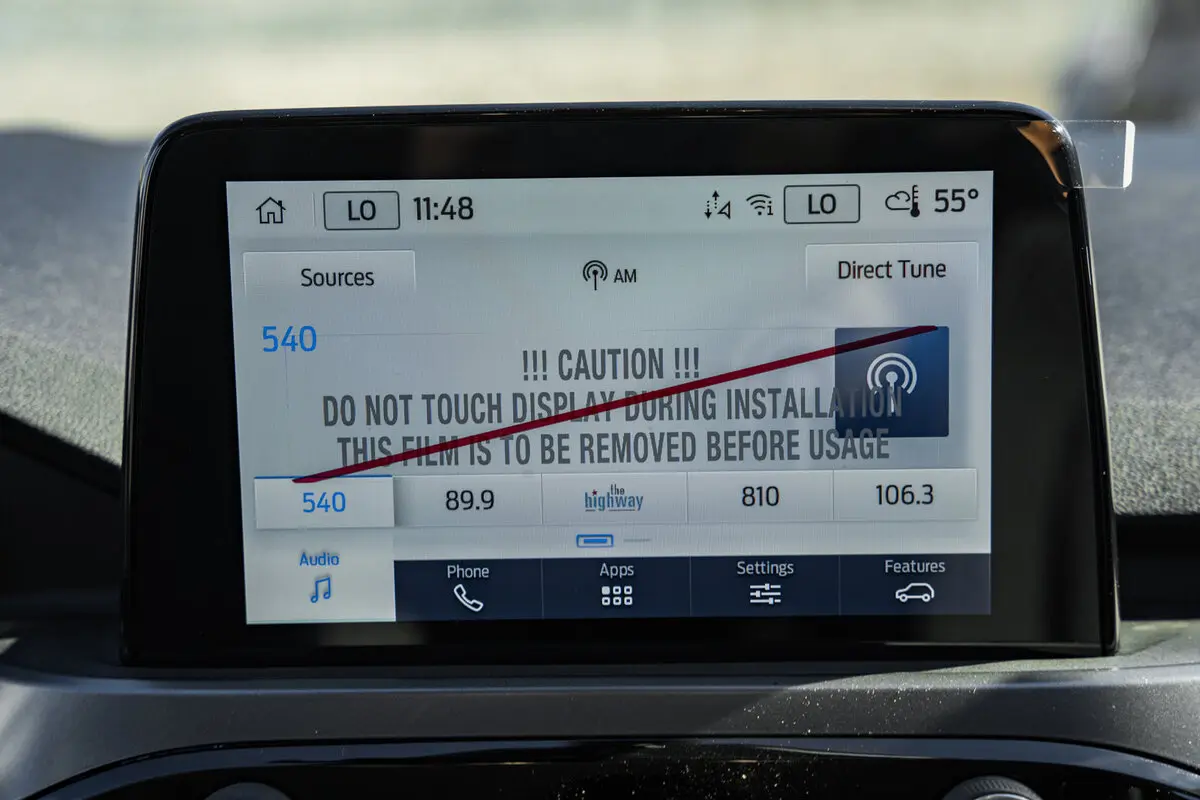 LO 11:48 LO 55°
Sources AM Direct Tune
540
!!! CAUTION !!!
DO NOT TOUCH DISPLAY DURING INSTALLATION
THIS FILM IS TO BE REMOVED BEFORE USAGE
540 89.9 the highway 810 106.3
Audio Phone Apps Settings Features